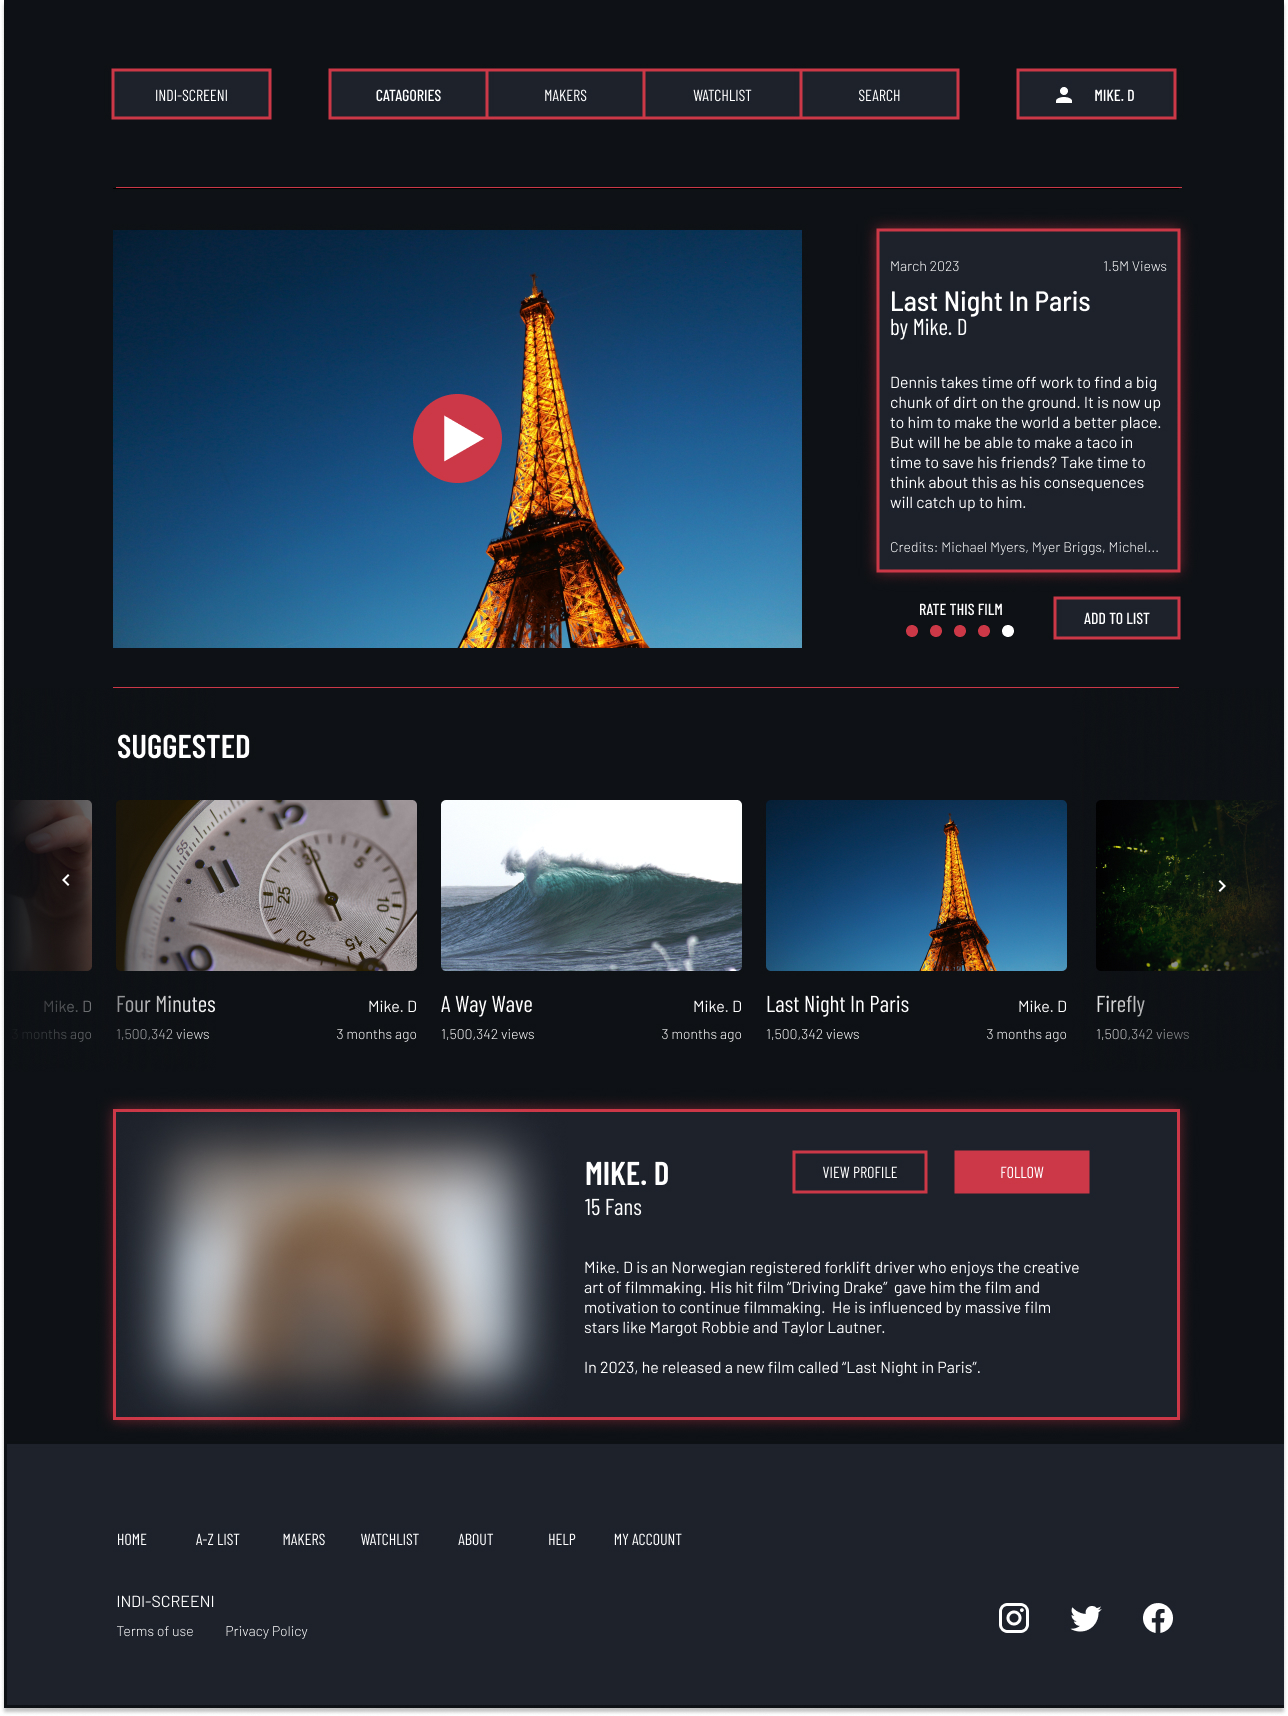 INDI-SCREENI
CATAGORIES
MAKERS
WATCHLIST
SEARCH
MIKE. D
March 2023
1.5M Views
Last Night In Paris
by Mike. D
Dennis takes time off work to find a big
chunk of dirt on the ground. It is now up
to him to make the world a better place.
But will he be able to make a taco in
time to save his friends? Take time to
think about this as his consequences
will catch up to him.
Credits: Michael Myers, Myer Briggs, Michel...
RATE THIS FILM
ADD TO LIST
SUGGESTED
55
5
10
15
20
25
30
10
Mike. D
3 months ago
Four Minutes
Mike. D
1,500,342 views
3 months ago
A Way Wave
Mike. D
1,500,342 views
3 months ago
Last Night In Paris
Mike. D
1,500,342 views
3 months ago
Firefly
1,500,342 views
MIKE. D
15 Fans
VIEW PROFILE
FOLLOW
Mike. D is an Norwegian registered forklift driver who enjoys the creative
art of filmmaking. His hit film “Driving Drake”  gave him the film and
motivation to continue filmmaking.  He is influenced by massive film
stars like Margot Robbie and Taylor Lautner.
In 2023, he released a new film called “Last Night in Paris”.
HOME
A-Z LIST
MAKERS
WATCHLIST
ABOUT
HELP
MY ACCOUNT
INDI-SCREENI
Terms of use
Privacy Policy